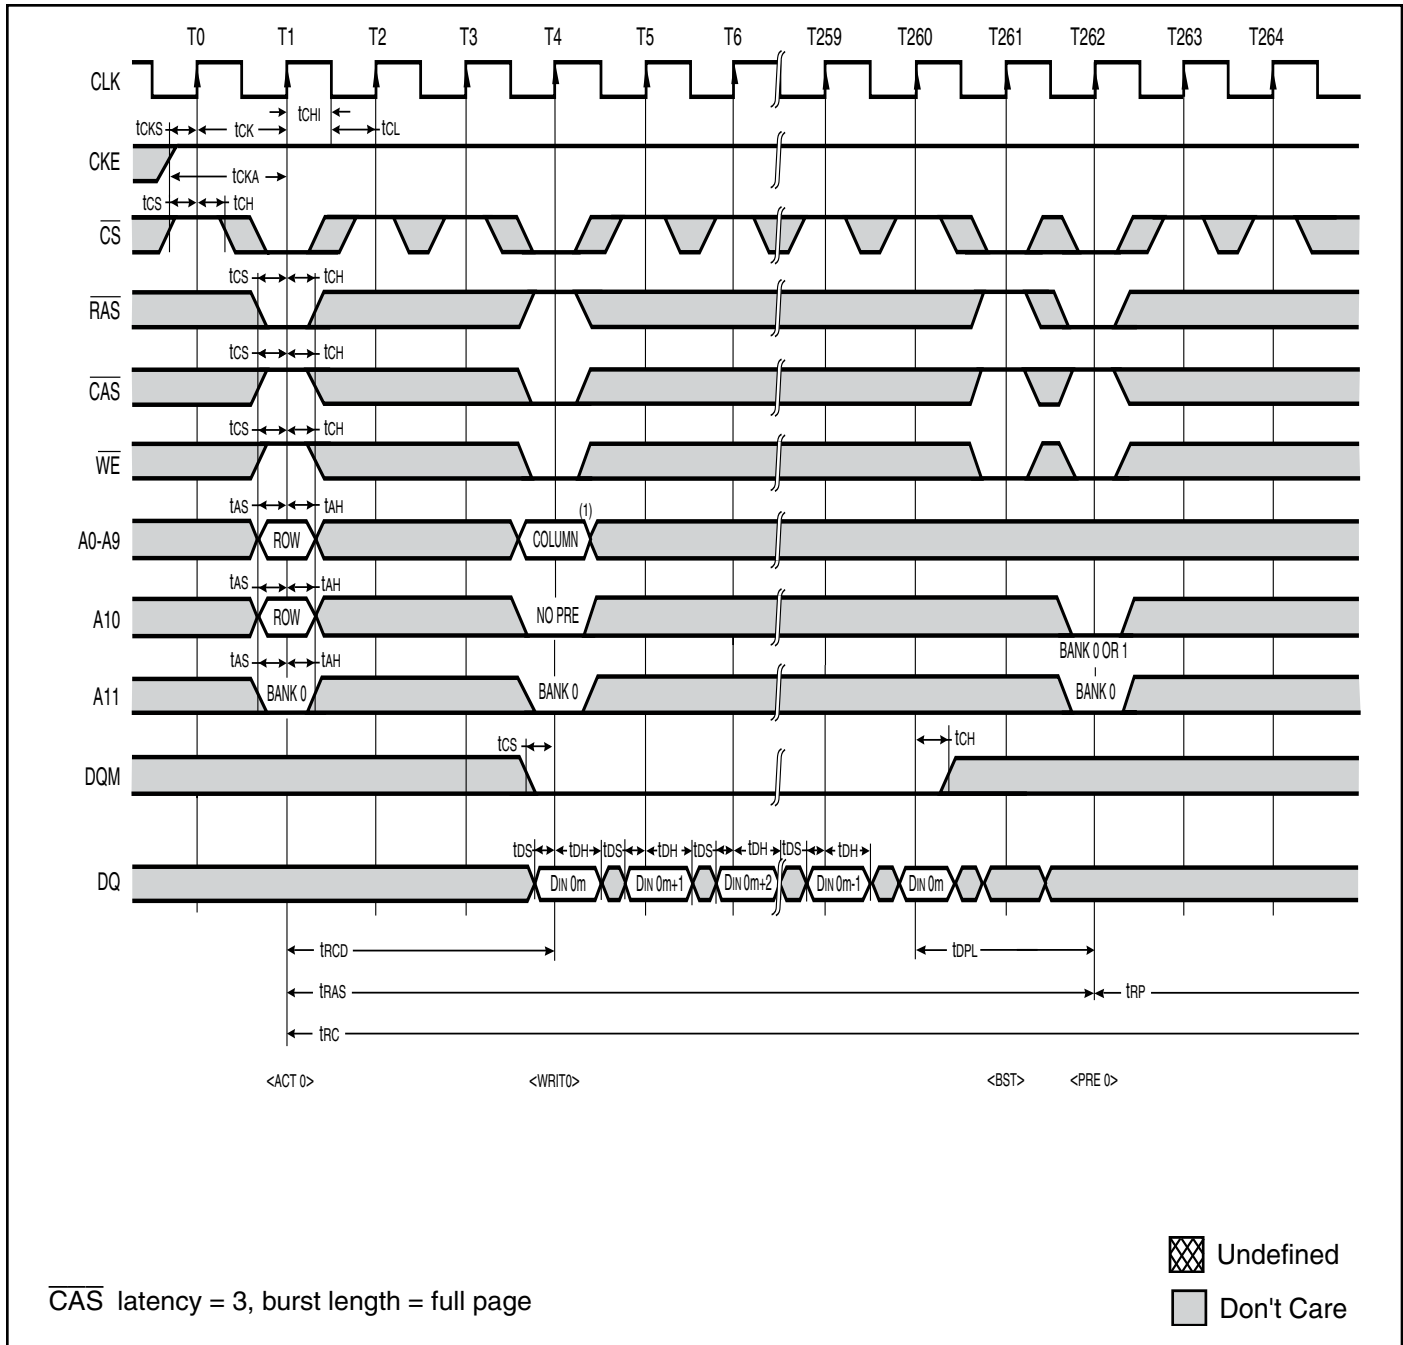 T0 T1 T2 T3 T4 T5 T6 T259 T260 T261 T262 T263 T264
CLK
tCHI
tCKS tCK tCL
CKE
tCKA
tCS tCH
CS
tCS tCH
RAS
tCS tCH
CAS
tCS tCH
WE
tAS tAH
(1)
A0-A9 ROW COLUMN
tAS tAH
A10 ROW NO PRE
BANK 0 OR 1
tAS tAH
A11 BANK 0 BANK 0 BANK 0
tCS tCH
DQM
tDS tDH tDS tDH tDS tDH tDS tDH
DQ DIN 0m DIN 0m+1 DIN 0m+2 DIN 0m-1 DIN 0m
tRCD tDPL
tRAS tRP
tRC
<ACT 0> <WRIT0> <BST> <PRE 0>
Undefined
CAS latency = 3, burst length = full page
Don't Care